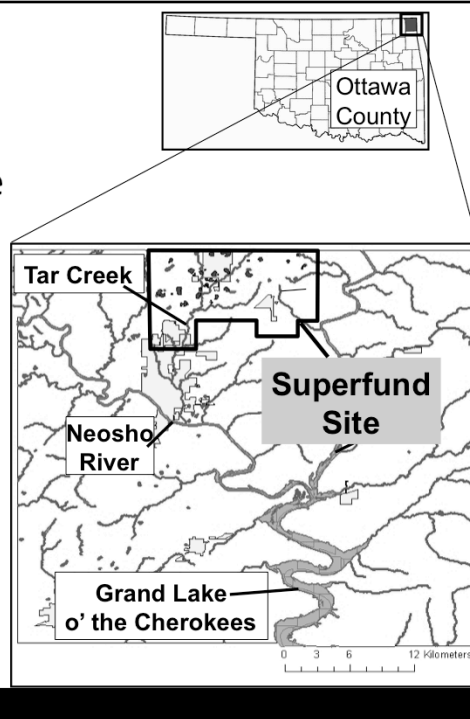 Ottawa
County
e
Tar Creek
Superfund
Site
Neosho
River
Grand Lake
o' the Cherokees
0 3 6 12 Kilometers